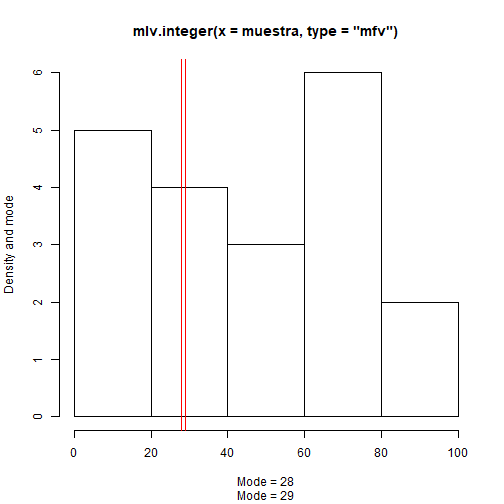 mlv.integer(x = muestra, type = "mfv")
Density and mode
6
5
4
3
2
1
0
0 20 40 60 80 100
Mode = 28
Mode = 29